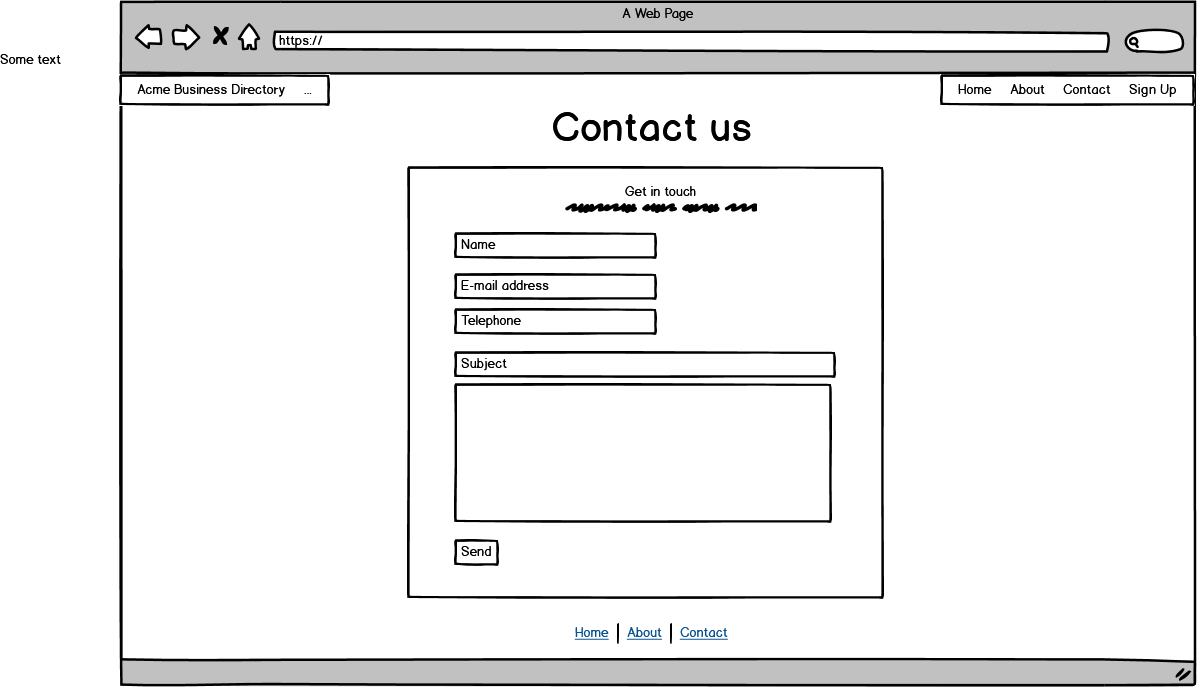 A Web Page
https://
Some text
Acme Business Directory ...
Home About Contact Sign Up
Contact us
Get in touch
Name
E-mail address
Telephone
Subject
Send
Home About Contact